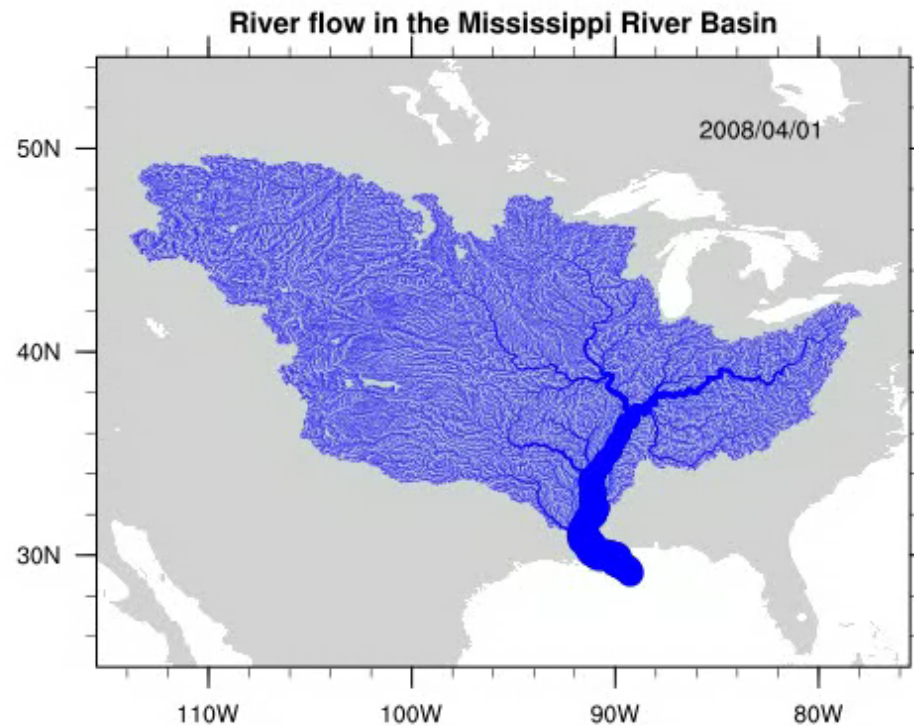 River flow in the Mississippi River Basin
2008/04/01
50N
40N
30N
110W 100W 90W 80W